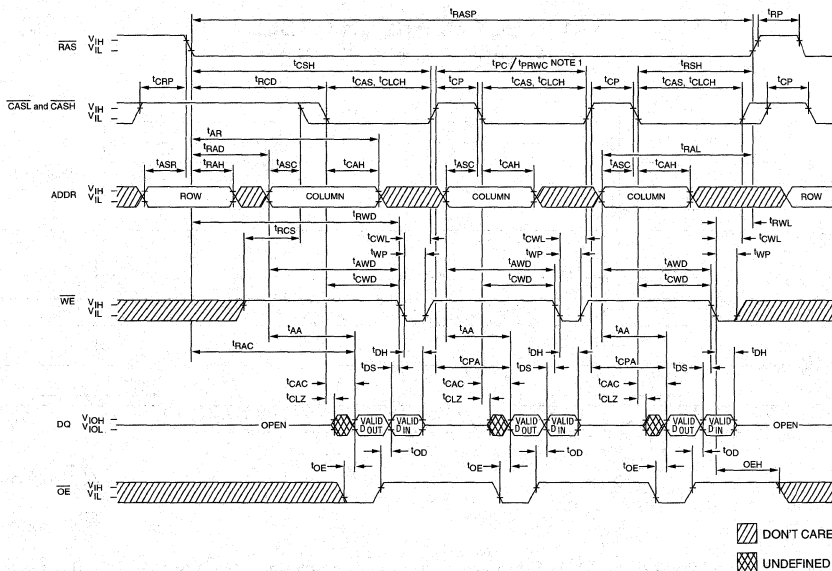 tRASP tRP
RAS VIH
VIL
tCSH tPC / tPRWC NOTE 1 tRSH
tCRP tRCD tCAS, tCLCH tCP tCAS, tCLCH tCP tCAS, tCLCH tCP
CASL and CASH VIH
VIL
tAR
tRAD tRAL
tASR tRAH tASC tCAH tASC tCAH tASC tCAH
ADDR VIH
VIL
ROW COLUMN COLUMN COLUMN ROW
tRWD tRWL
tRCS tCWL tCWL tCWL
tWP tWP tWP
tAWD tAWD tAWD
tCWD tCWD tCWD
WE VIH
VIL
tAA tAA tAA
tRAC tDH tDH tDH
tCPA tCPA
tDS tDS tDS
tCAC tCAC tCAC
tCLZ tCLZ tCLZ
DQ VIOH
VIOL
OPEN VALID DOUT VALID DIN VALID DOUT VALID DIN VALID DOUT VALID DIN OPEN
tOD tOD tOD
tOE tOE tOE OEH
OE VIH
VIL
DON'T CARE
UNDEFINED